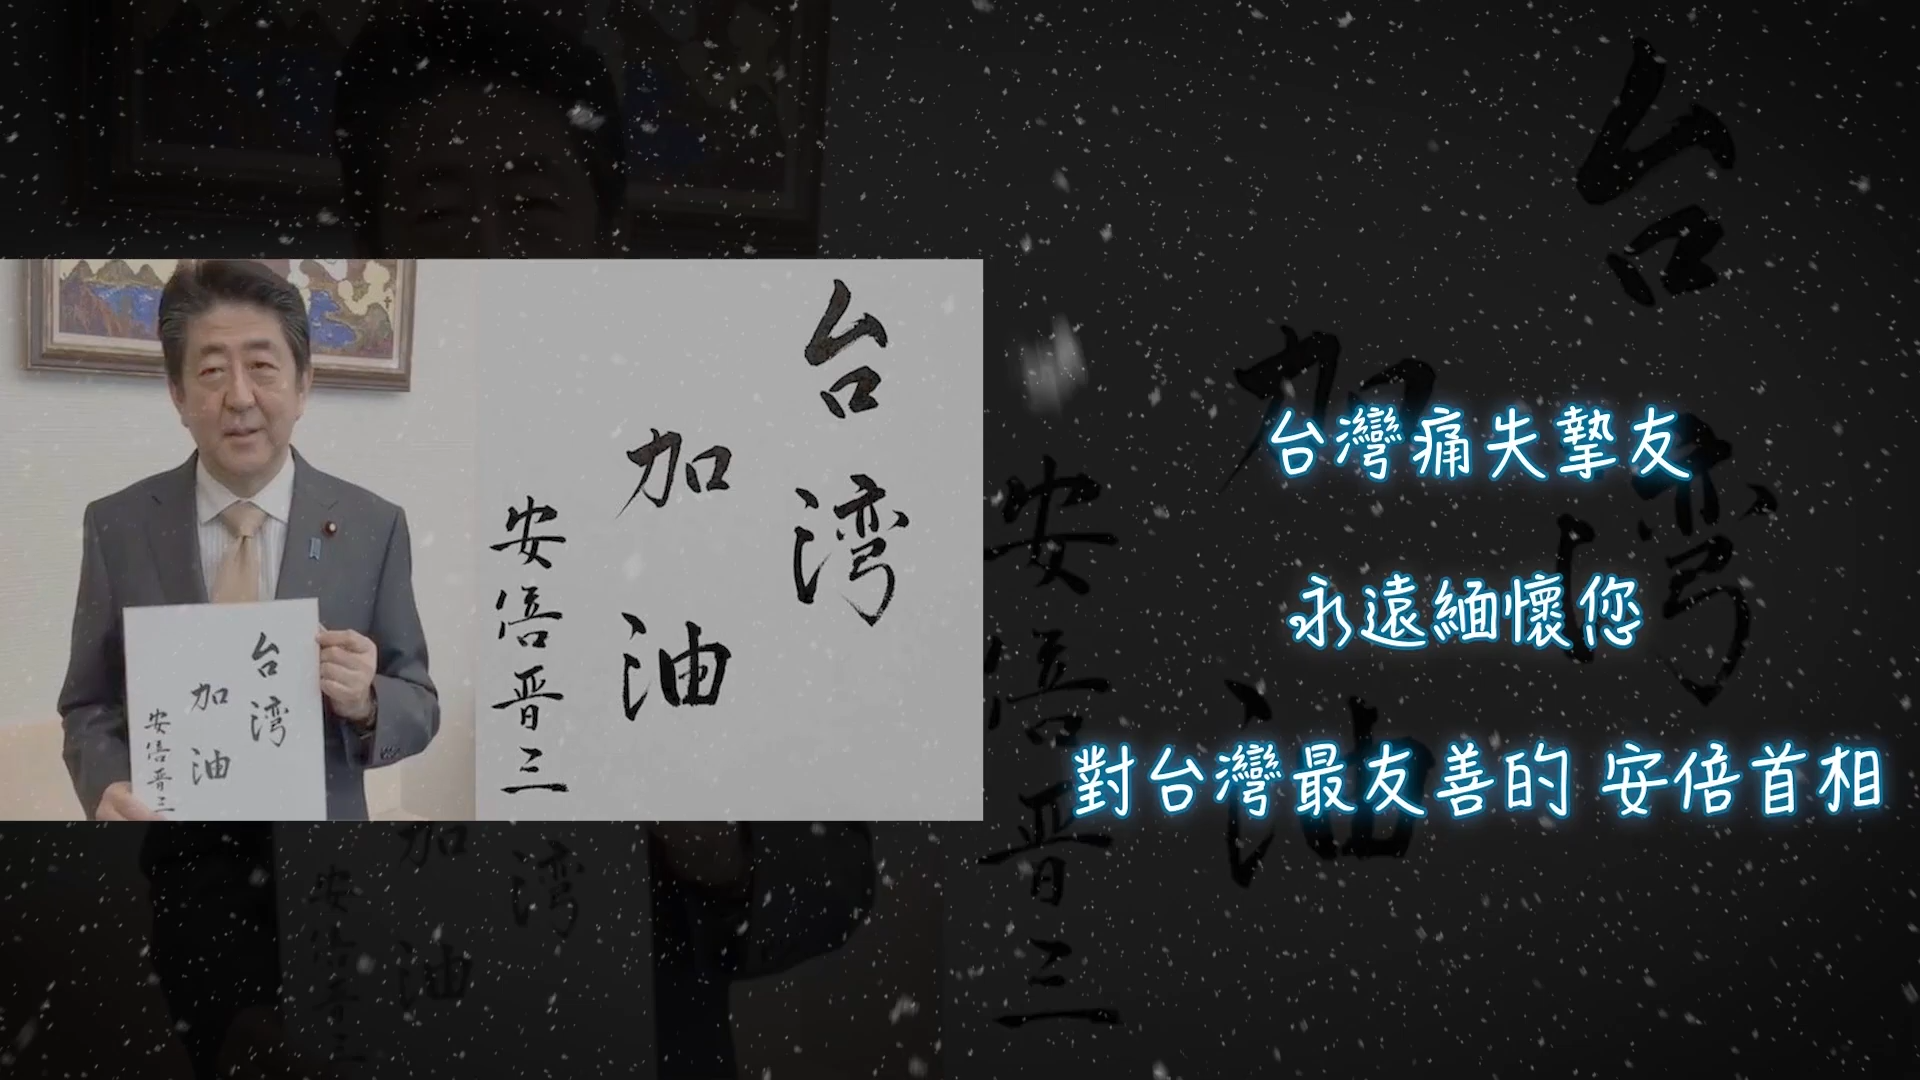 台湾
加油
安倍晋三
台湾
加油
安倍晋三
台灣痛失摯友
永遠緬懷您
對台灣最友善的 安倍首相